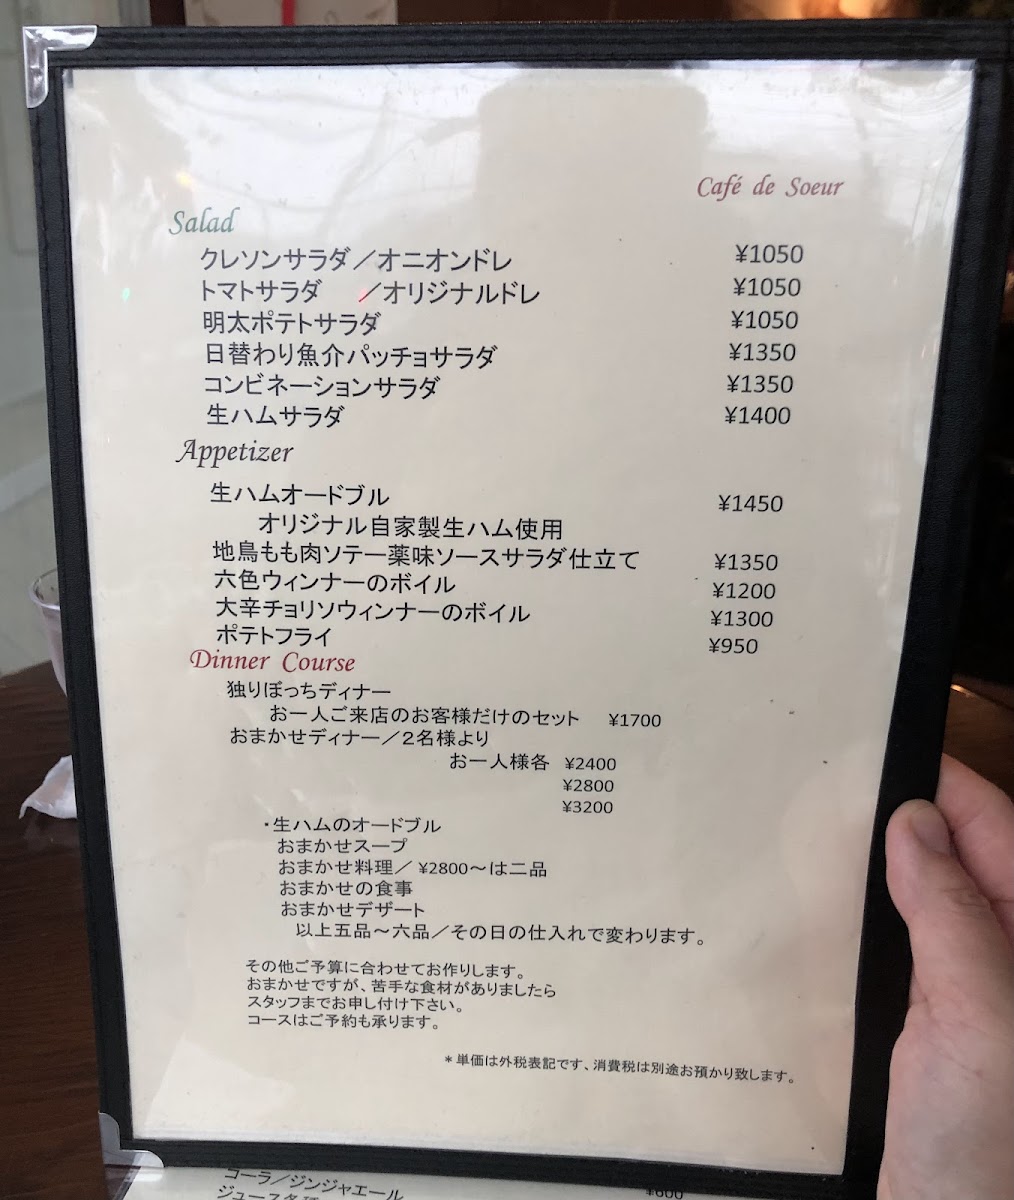 Café de Soeur
Salad
クレソンサラダ／オニオンドレ ¥1050
トマトサラダ ／オリジナルドレ ¥1050
明太ポテトサラダ ¥1050
日替わり魚介パッチョサラダ ¥1350
コンビネーションサラダ ¥1350
生ハムサラダ ¥1400
Appetizer
生ハムオードブル ¥1450
オリジナル自家製生ハム使用
地鳥もも肉ソテー薬味ソースサラダ仕立て ¥1350
六色ウィンナーのボイル ¥1200
大辛チョリソウィンナーのボイル ¥1300
ポテトフライ ¥950
Dinner Course
独りぼっちディナー
お一人ご来店のお客様だけのセット ¥1700
おまかせディナー／２名様より
お一人様各 ¥2400
¥2800
¥3200
・生ハムのオードブル
おまかせスープ
おまかせ料理／ ¥2800～は二品
おまかせの食事
おまかせデザート
以上五品～六品／その日の仕入れで変わります。
その他ご予算に合わせてお作りします。
おまかせですが、苦手な食材がありましたら
スタッフまでお申し付け下さい。
コースはご予約も承ります。
＊単価は外税表記です、消費税は別途お預かり致します。
コーラ／ジンジャエール ¥600